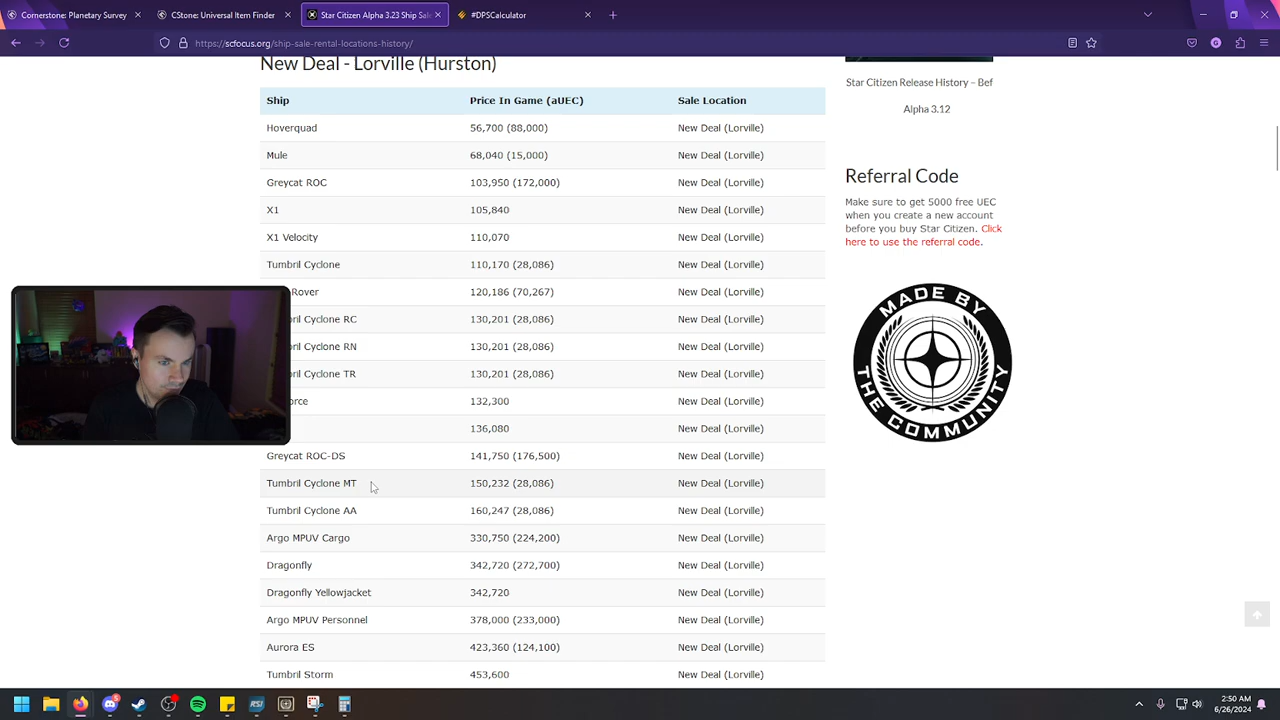 Cornerstone: Planetary Survey
CStone: Universal Item Finder
Star Citizen Alpha 3.23 Ship Sale
#DPSCalculator
https://scfocus.org/ship-sale-rental-locations-history/
New Deal - Lorville (Hurston)
Ship Price In Game (aUEC) Sale Location
Hoverquad 56,700 (88,000) New Deal (Lorville)
Mule 68,040 (15,000) New Deal (Lorville)
Greycat ROC 103,950 (172,000) New Deal (Lorville)
X1 105,840 New Deal (Lorville)
X1 Velocity 110,070 New Deal (Lorville)
Tumbril Cyclone 110,170 (28,086) New Deal (Lorville)
Rover 120,186 (70,267) New Deal (Lorville)
Cyclone RC 130,201 (28,086) New Deal (Lorville)
Cyclone RN 130,201 (28,086) New Deal (Lorville)
Cyclone TR 130,201 (28,086) New Deal (Lorville)
132,300 New Deal (Lorville)
136,080 New Deal (Lorville)
Greycat ROC-DS 141,750 (176,500) New Deal (Lorville)
Tumbril Cyclone MT 150,232 (28,086) New Deal (Lorville)
Tumbril Cyclone AA 160,247 (28,086) New Deal (Lorville)
Argo MPUV Cargo 330,750 (224,200) New Deal (Lorville)
Dragonfly 342,720 (272,700) New Deal (Lorville)
Dragonfly Yellowjacket 342,720 New Deal (Lorville)
Argo MPUV Personnel 378,000 (233,000) New Deal (Lorville)
Aurora ES 423,360 (124,100) New Deal (Lorville)
Tumbril Storm 453,600 New Deal (Lorville)
Star Citizen Release History – Bef
Alpha 3.12
Referral Code
Make sure to get 5000 free UEC
when you create a new account
before you buy Star Citizen. Click
here to use the referral code.
MADE BY
THE COMMUNITY
RSI
2:50 AM
6/26/2024